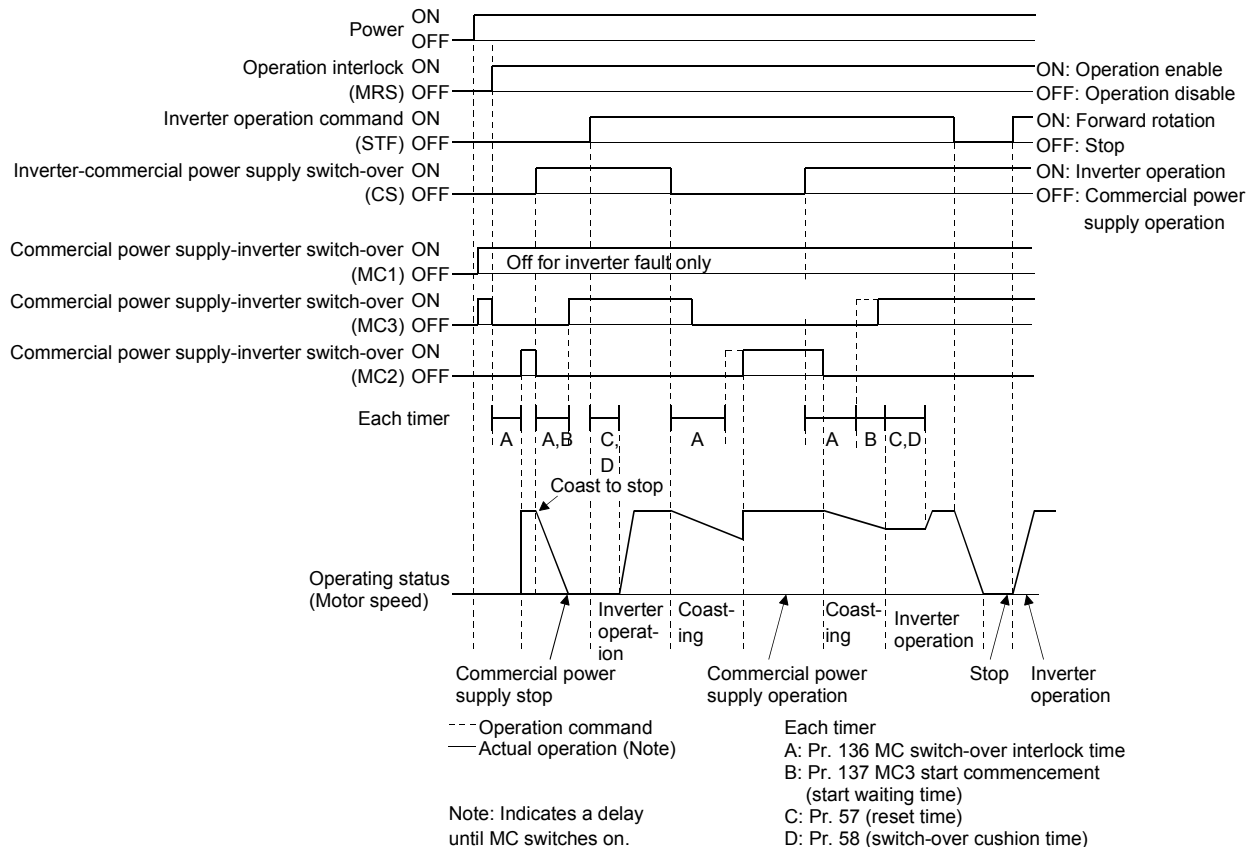 Power ON
OFF
Operation interlock ON
(MRS) OFF
ON: Operation enable
OFF: Operation disable
Inverter operation command ON
(STF) OFF
ON: Forward rotation
OFF: Stop
Inverter-commercial power supply switch-over ON
(CS) OFF
ON: Inverter operation
OFF: Commercial power
supply operation
Commercial power supply-inverter switch-over ON
(MC1) OFF
Off for inverter fault only
Commercial power supply-inverter switch-over ON
(MC3) OFF
Commercial power supply-inverter switch-over ON
(MC2) OFF
Each timer
A
A,B
C,
D
A
A
B
C,D
Coast to stop
Operating status
(Motor speed)
Inverter
operat-
ion
Coast-
ing
Coast-
ing
Inverter
operation
Commercial power
supply stop
Commercial power
supply operation
Stop
Inverter
operation
Operation command
Actual operation (Note)
Note: Indicates a delay
until MC switches on.
Each timer
A: Pr. 136 MC switch-over interlock time
B: Pr. 137 MC3 start commencement
(start waiting time)
C: Pr. 57 (reset time)
D: Pr. 58 (switch-over cushion time)